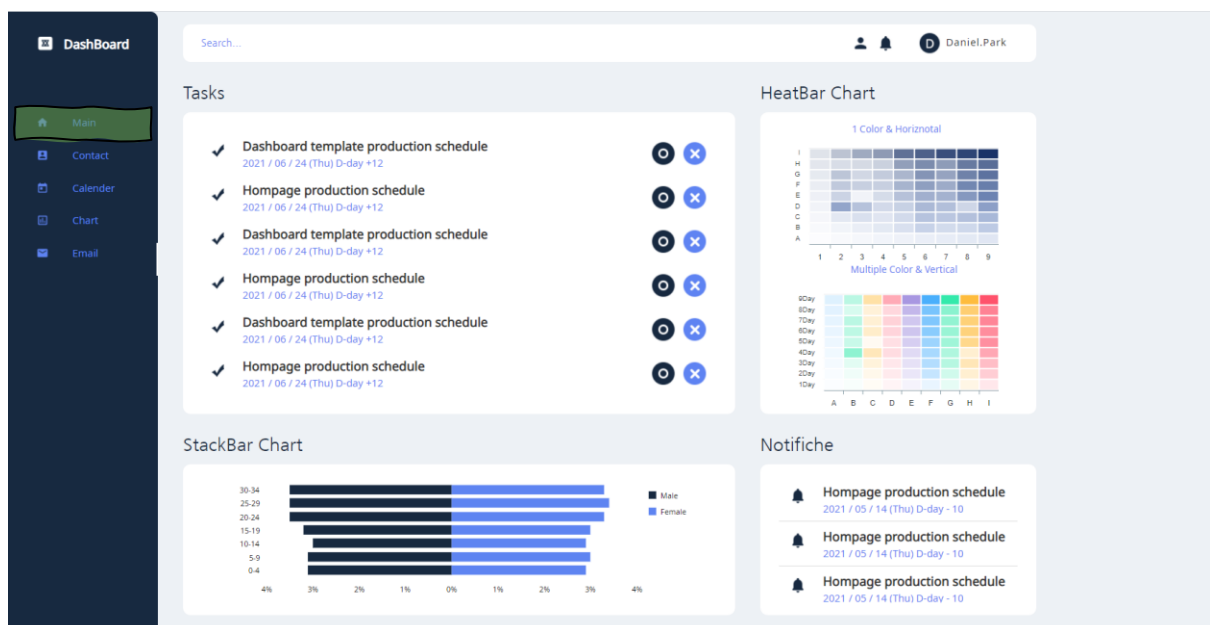 DashBoard
Main
Contact
Calender
Chart
Email
Search...
D Daniel.Park
Tasks
Dashboard template production schedule
2021 / 06 / 24 (Thu) D-day +12
Hompage production schedule
2021 / 06 / 24 (Thu) D-day +12
Dashboard template production schedule
2021 / 06 / 24 (Thu) D-day +12
Hompage production schedule
2021 / 06 / 24 (Thu) D-day +12
Dashboard template production schedule
2021 / 06 / 24 (Thu) D-day +12
Hompage production schedule
2021 / 06 / 24 (Thu) D-day +12
HeatBar Chart
1 Color & Horiznotal
I
H
G
F
E
D
C
B
A
1 2 3 4 5 6 7 8 9
Multiple Color & Vertical
9Day
8Day
7Day
6Day
5Day
4Day
3Day
2Day
1Day
A B C D E F G H I
StackBar Chart
30-34
25-29
20-24
15-19
10-14
5-9
0-4
4% 3% 2% 1% 0% 1% 2% 3% 4%
Male
Female
Notifiche
Hompage production schedule
2021 / 05 / 14 (Thu) D-day - 10
Hompage production schedule
2021 / 05 / 14 (Thu) D-day - 10
Hompage production schedule
2021 / 05 / 14 (Thu) D-day - 10